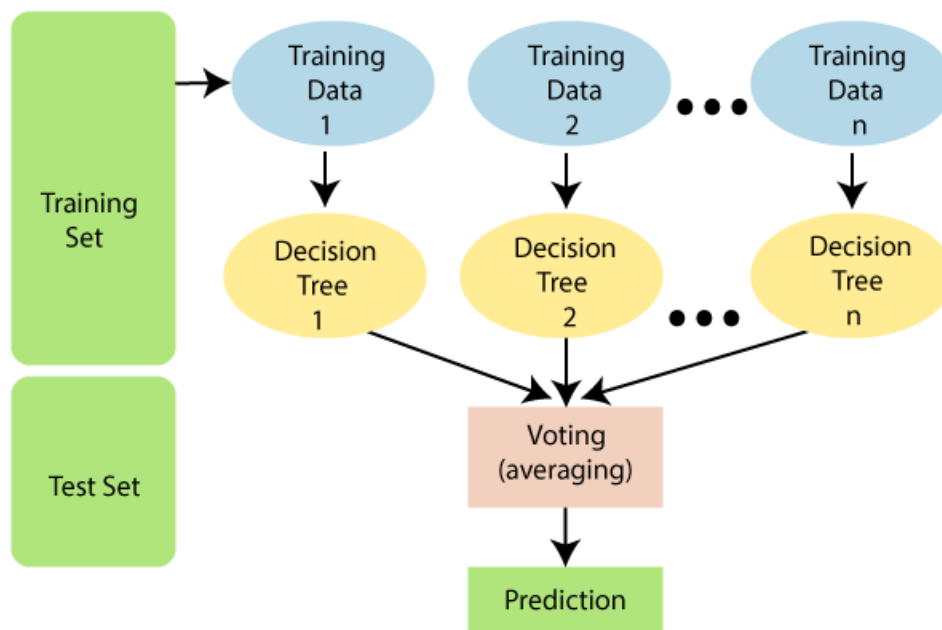 Training
Set
Test Set
Training
Data
1
Training
Data
2
Training
Data
n
Decision
Tree
1
Decision
Tree
2
Decision
Tree
n
Voting
(averaging)
Prediction